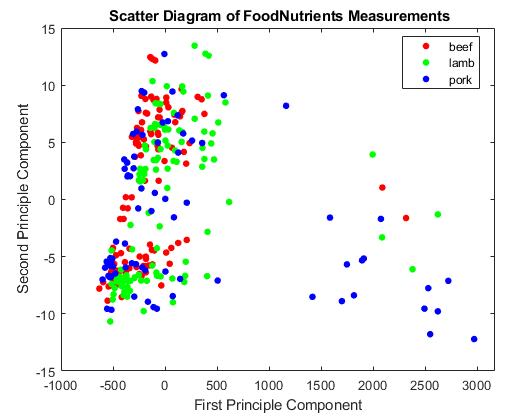 Scatter Diagram of FoodNutrients Measurements
15
10
5
0
-5
-10
-15
Second Principle Component
beef
lamb
pork
-1000 -500 0 500 1000 1500 2000 2500 3000
First Principle Component